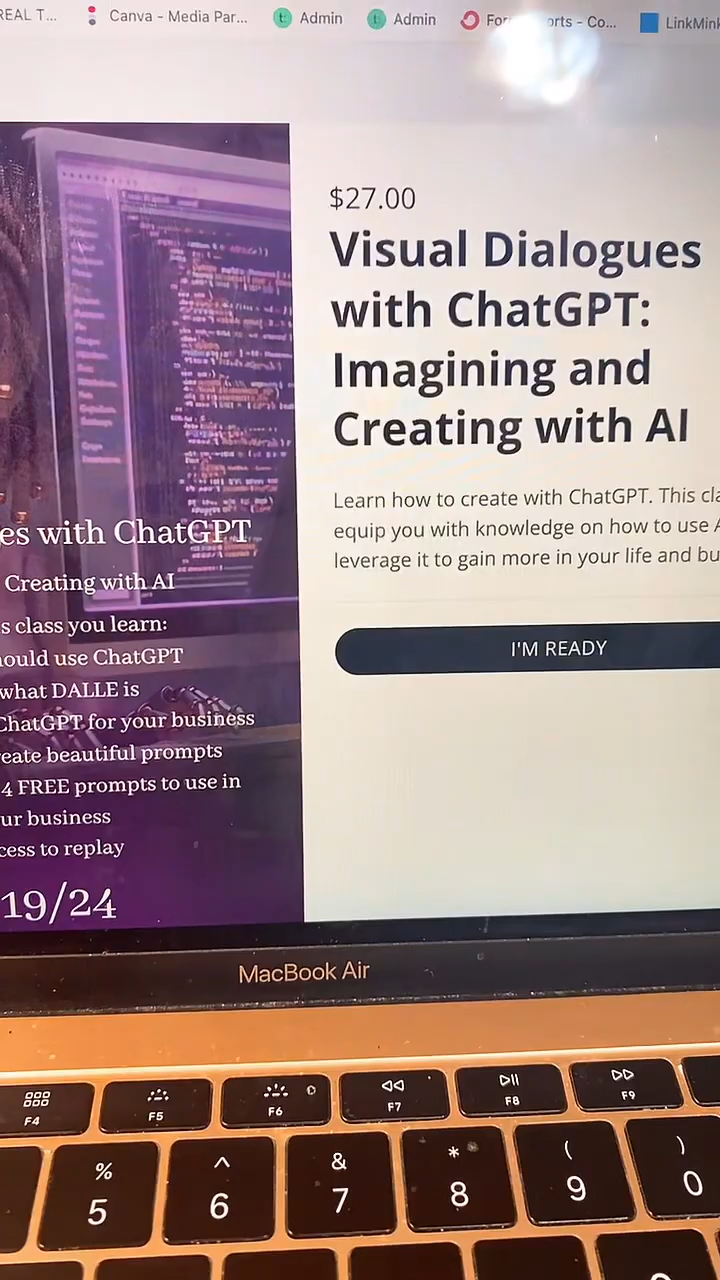 REAL T...
Canva - Media Par...
Admin
Admin
orts - Co...
LinkMink
$27.00
Visual Dialogues
with ChatGPT:
Imagining and
Creating with AI
Learn how to create with ChatGPT. This cla
equip you with knowledge on how to use A
leverage it to gain more in your life and bu
I'M READY
es with ChatGPT
Creating with AI
s class you learn:
hould use ChatGPT
what DALLE is
ChatGPT for your business
eate beautiful prompts
4 FREE prompts to use in
ur business
cess to replay
19/24
MacBook Air
F4
F5
F6
F7
F8
F9
%
5
^
6
&
7
*
8
(
9
)
0